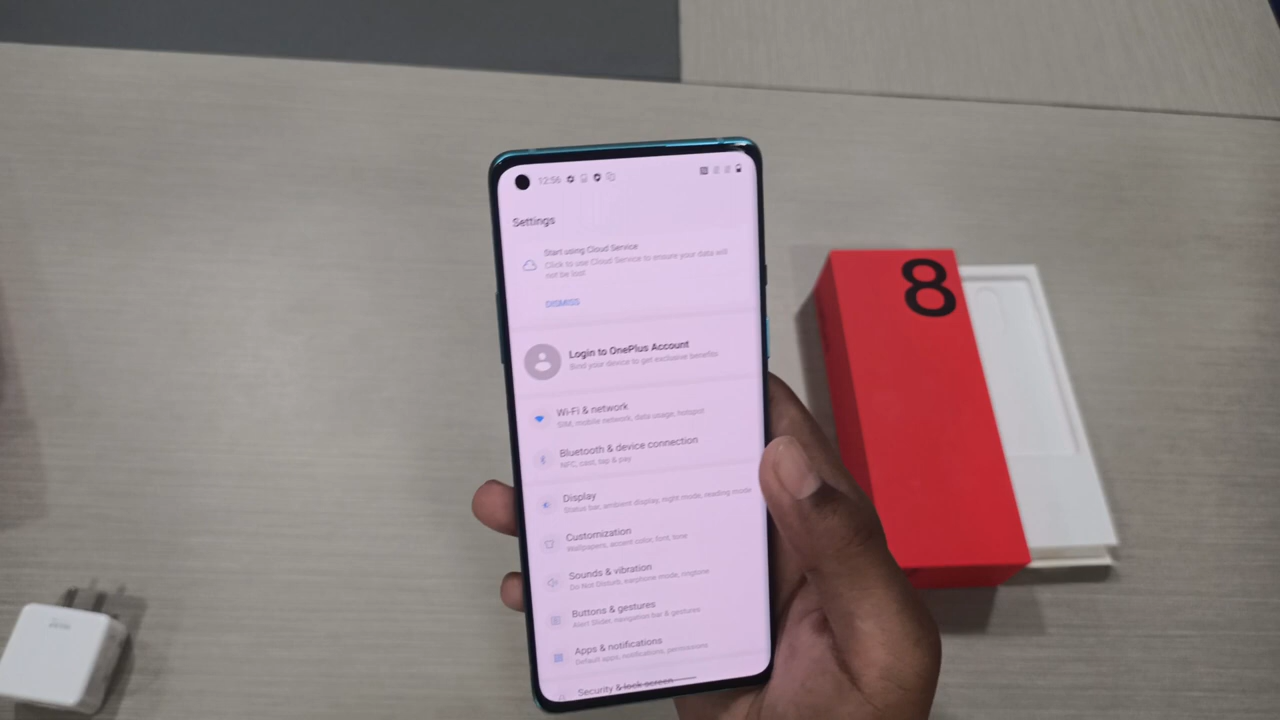 12:56
Settings
Start using Cloud Service
Click to use Cloud Service to ensure your data will
not be lost
DISMISS
Login to OnePlus Account
Bind your device to get exclusive benefits
Wi-Fi & network
SIM, mobile network, data usage, hotspot
Bluetooth & device connection
NFC, cast, tap & pay
Display
Status bar, ambient display, night mode, reading mode
Customization
Wallpapers, accent color, font, tone
Sounds & vibration
Do Not Disturb, earphone mode, ringtone
Buttons & gestures
Alert Slider, navigation bar & gestures
Apps & notifications
Default apps, notifications, permissions
Security & lock screen
8